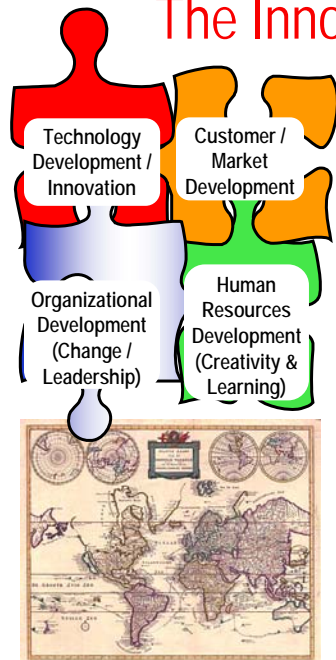 The Inno
Technology
Development /
Innovation
Customer /
Market
Development
Organizational
Development
(Change /
Leadership)
Human
Resources
Development
(Creativity &
Learning)